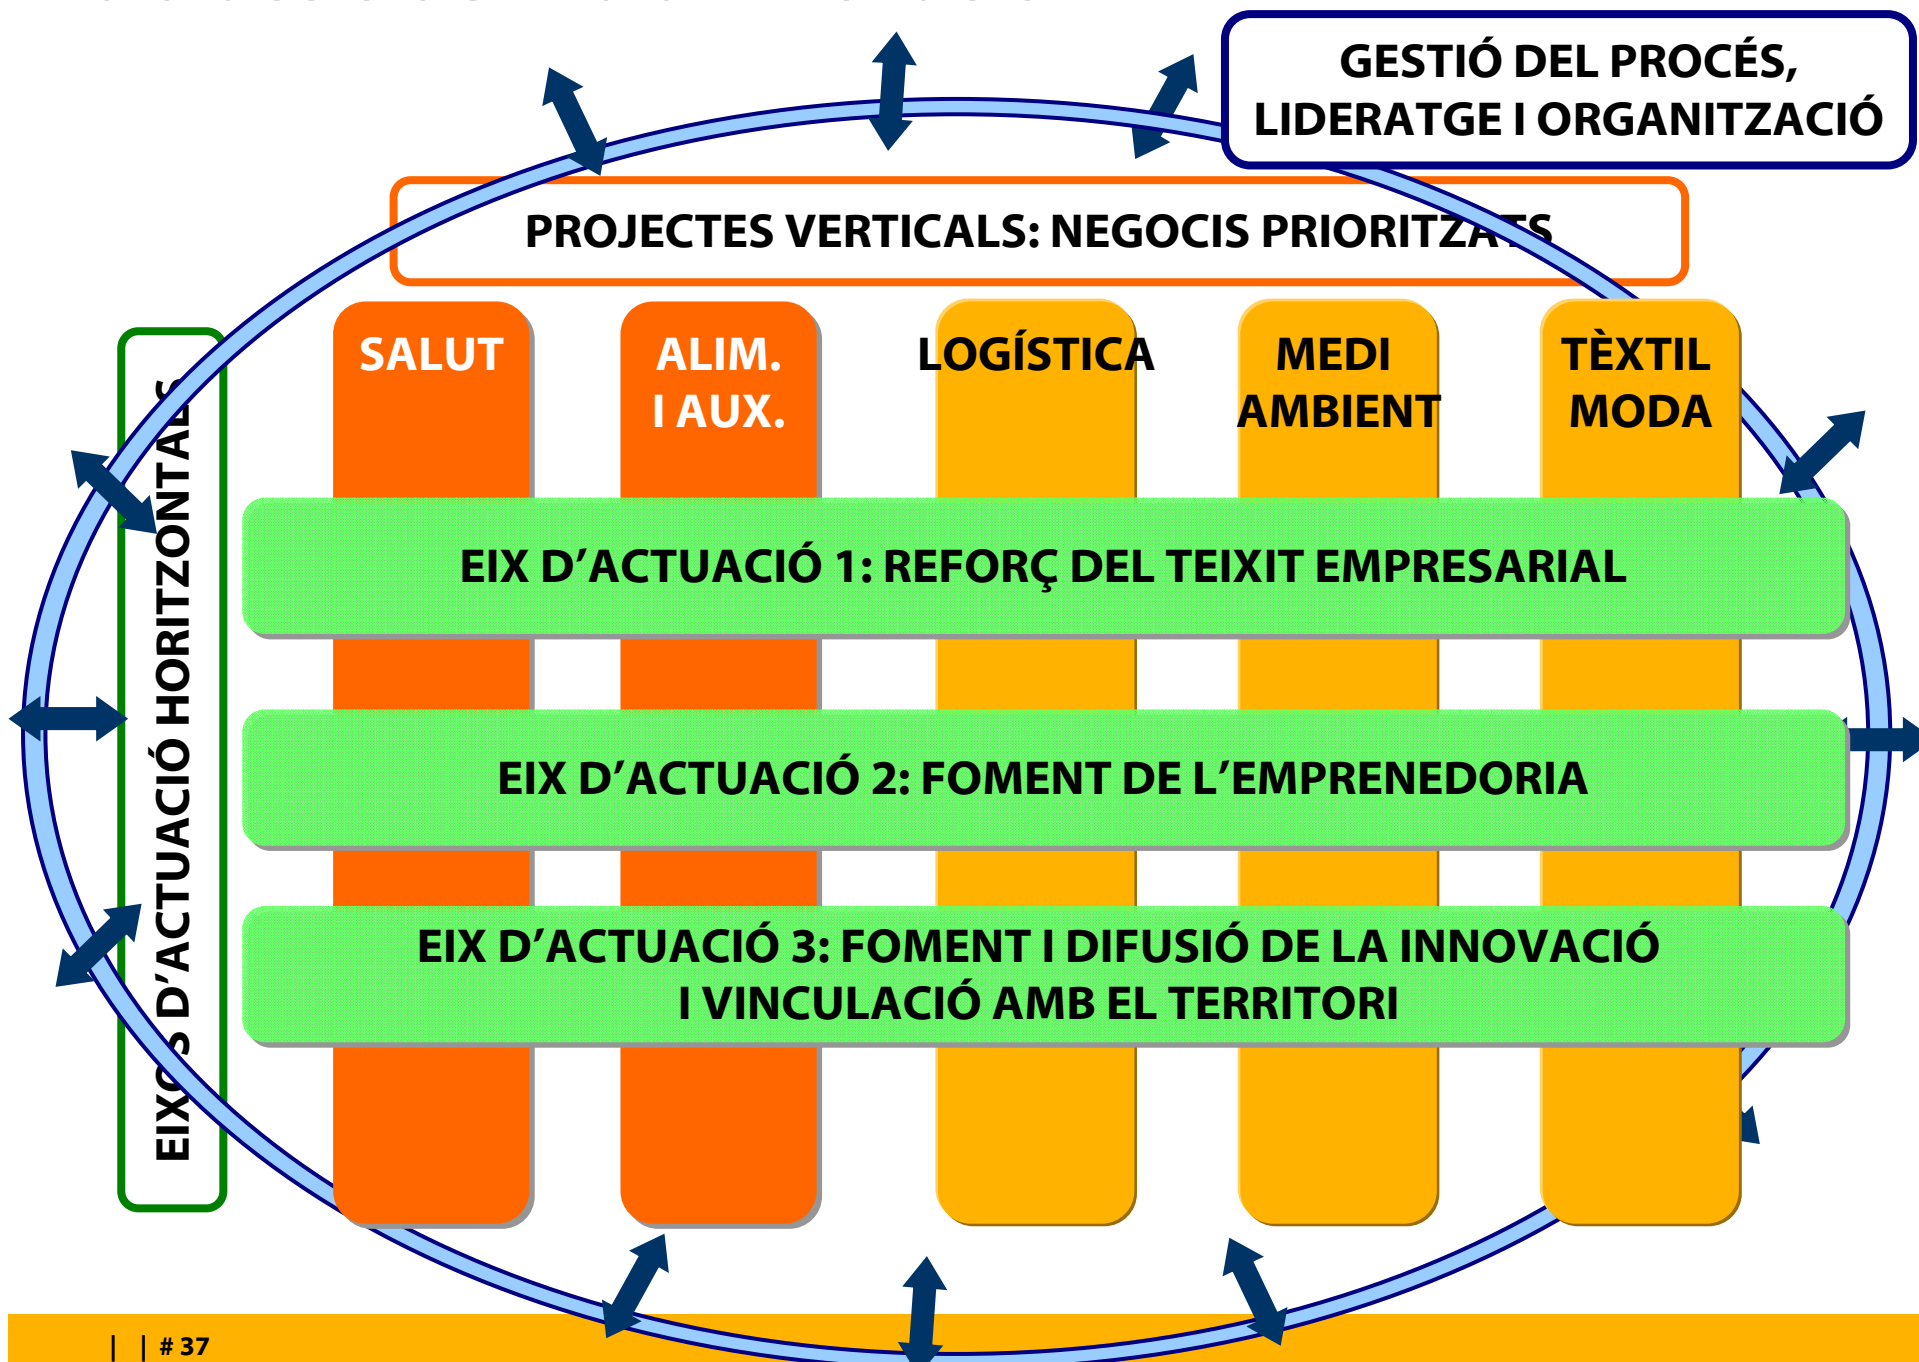 GESTIÓ DEL PROCÉS,
LIDERATGE I ORGANITZACIÓ
PROJECTES VERTICALS: NEGOCIS PRIORITZATS
EIXOS D’ACTUACIÓ HORITZONTALS
SALUT
ALIM.
I AUX.
LOGÍSTICA
MEDI
AMBIENT
TÈXTIL
MODA
EIX D’ACTUACIÓ 1: REFORÇ DEL TEIXIT EMPRESARIAL
EIX D’ACTUACIÓ 2: FOMENT DE L’EMPRENEDORIA
EIX D’ACTUACIÓ 3: FOMENT I DIFUSIÓ DE LA INNOVACIÓ
I VINCULACIÓ AMB EL TERRITORI
| | # 37